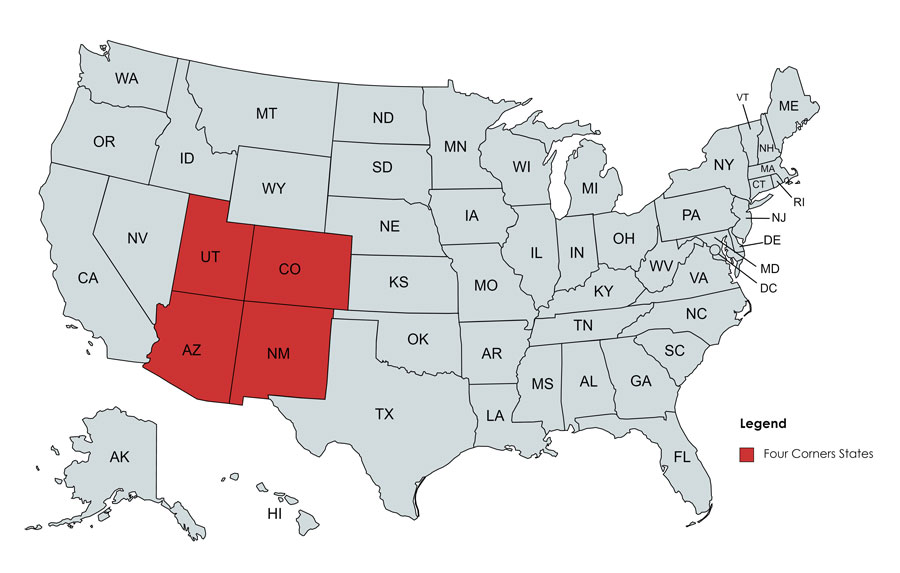 WA
MT
ND
MN
VT
ME
OR
ID
SD
WI
MI
NY
NH
MA
CT
RI
WY
NE
IA
PA
NJ
NV
UT
CO
IL
IN
OH
DE
CA
KS
MO
WV
VA
MD
DC
KY
AZ
NM
OK
AR
TN
NC
SC
TX
LA
MS
AL
GA
FL
AK
HI
Legend
Four Corners States